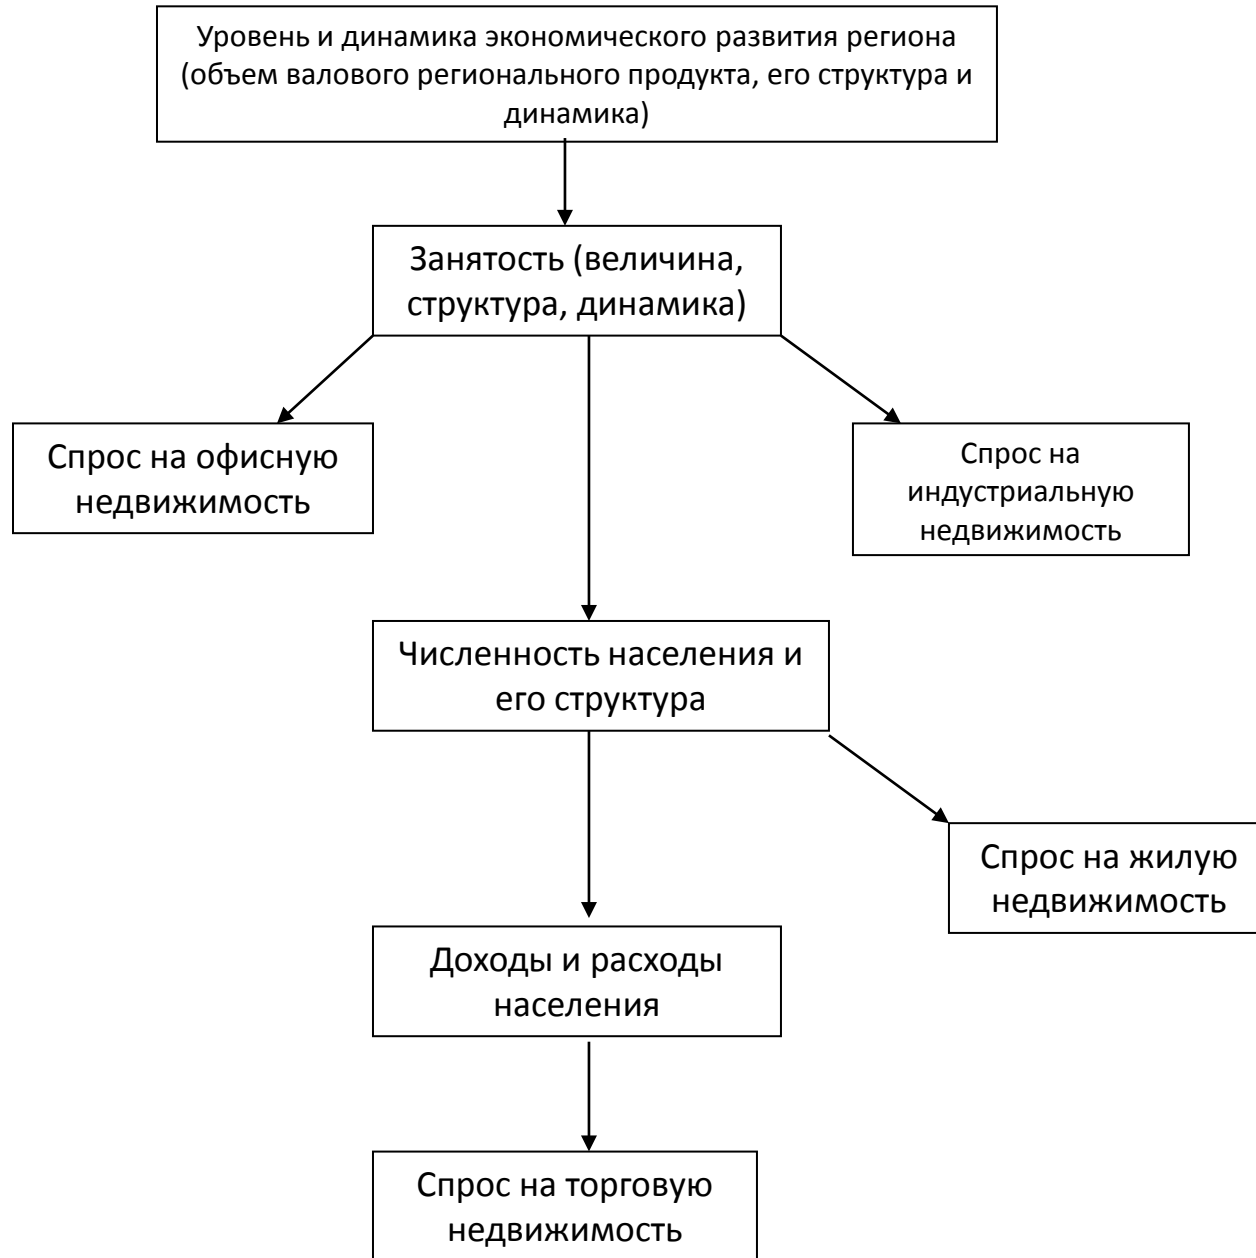 Уровень и динамика экономического развития региона
(объем валового регионального продукта, его структура и
динамика)
Занятость (величина,
структура, динамика)
Спрос на офисную
недвижимость
Спрос на
индустриальную
недвижимость
Численность населения и
его структура
Спрос на жилую
недвижимость
Доходы и расходы
населения
Спрос на торговую
недвижимость